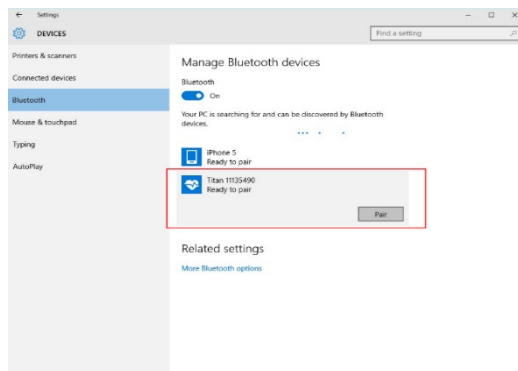 Settings
DEVICES
Find a setting
Printers & scanners
Connected devices
Bluetooth
Mouse & touchpad
Typing
AutoPlay
Manage Bluetooth devices
Bluetooth
On
Your PC is searching for and can be discovered by Bluetooth
devices.
iPhone 5
Ready to pair
Titan 11135490
Ready to pair
Pair
Related settings
More Bluetooth options